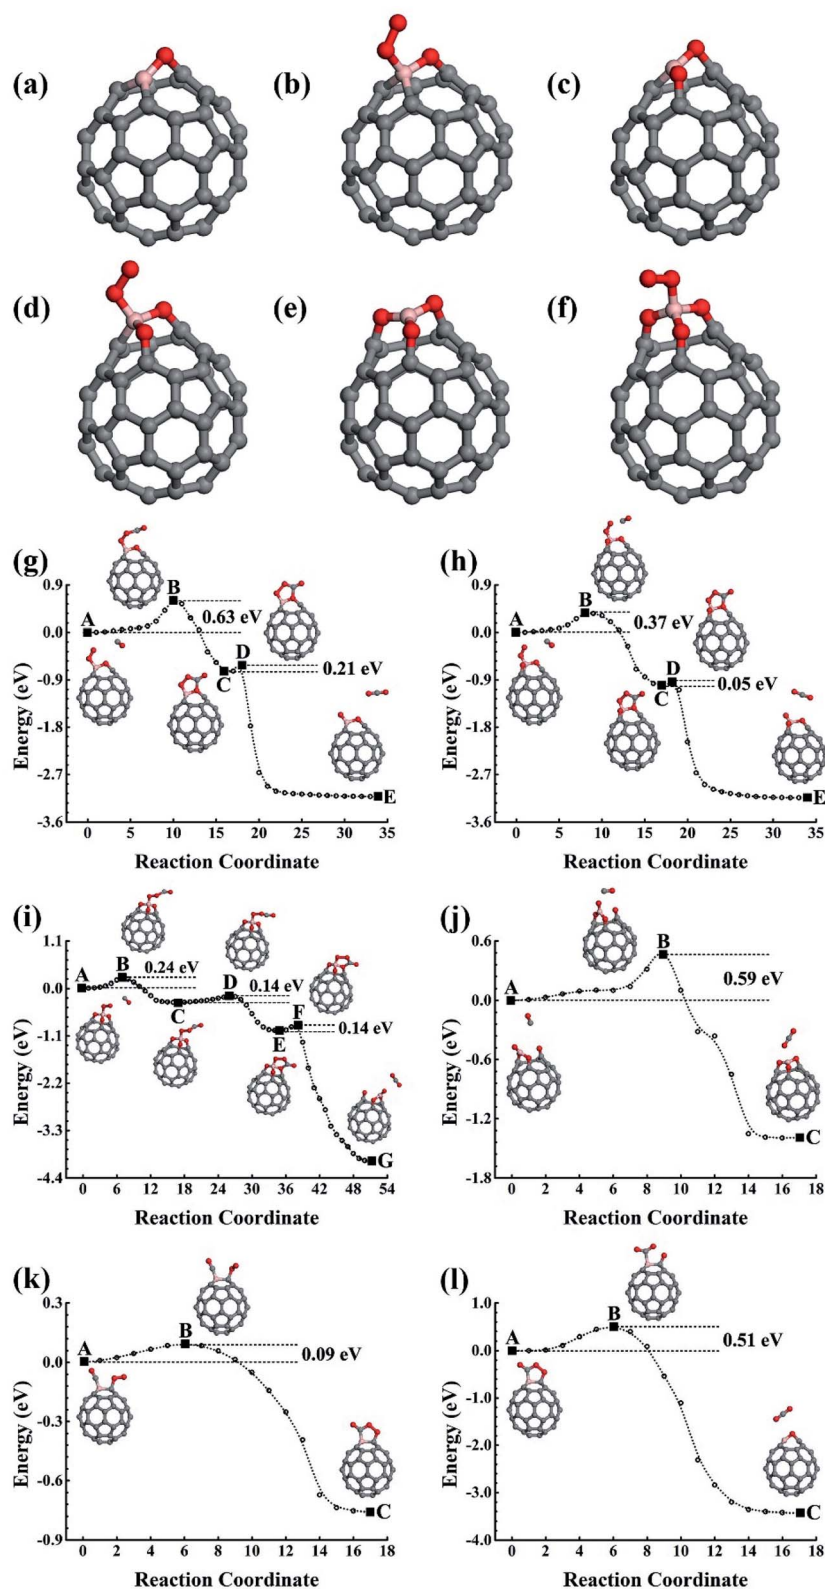 (a) (b) (c)
(d) (e) (f)
(g)
0.9
0.0
-0.9
-1.8
-2.7
-3.6
Energy (eV)
A
B
0.63 eV
C
D
0.21 eV
E
0 5 10 15 20 25 30 35
Reaction Coordinate
(h)
0.9
0.0
-0.9
-1.8
-2.7
-3.6
Energy (eV)
A
B
0.37 eV
C
D
0.05 eV
E
0 5 10 15 20 25 30 35
Reaction Coordinate
(i)
1.1
0.0
-1.1
-2.2
-3.3
-4.4
Energy (eV)
A
B
0.24 eV
C
D
0.14 eV
E
F
0.14 eV
G
0 6 12 18 24 30 36 42 48 54
Reaction Coordinate
(j)
0.6
0.0
-0.6
-1.2
-1.8
Energy (eV)
A
B
0.59 eV
C
0 2 4 6 8 10 12 14 16 18
Reaction Coordinate
(k)
0.3
0.0
-0.3
-0.6
-0.9
Energy (eV)
A
B
0.09 eV
C
0 2 4 6 8 10 12 14 16 18
Reaction Coordinate
(l)
1.0
0.0
-1.0
-2.0
-3.0
-4.0
Energy (eV)
A
B
0.51 eV
C
0 2 4 6 8 10 12 14 16 18
Reaction Coordinate